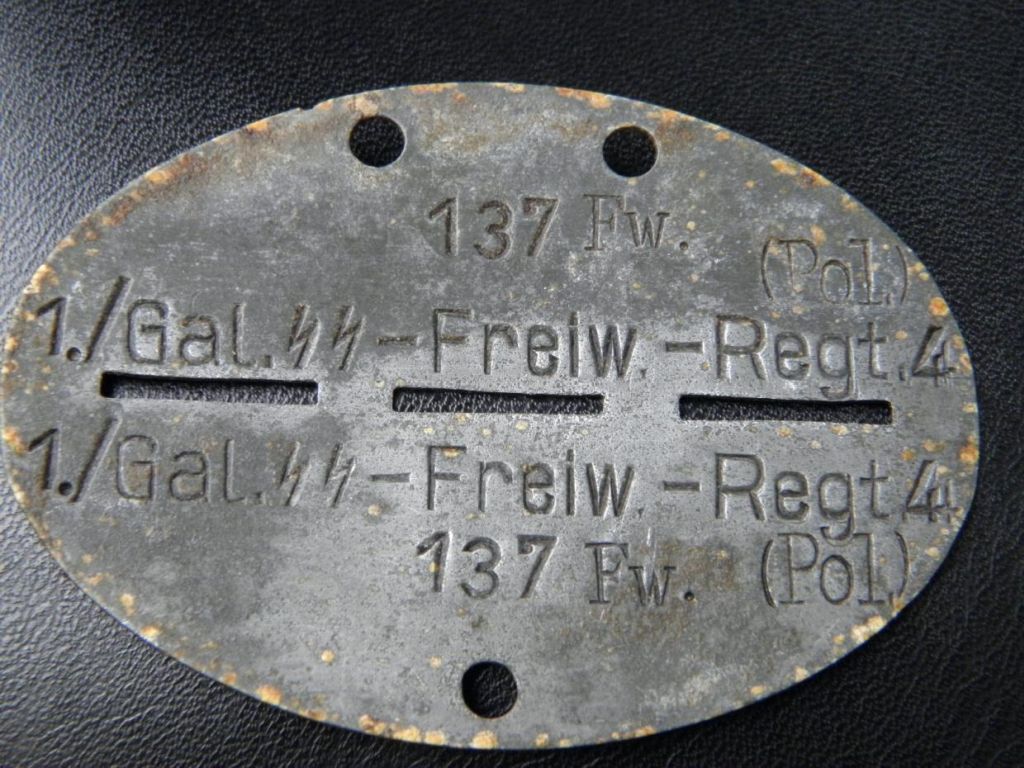 137 Fw. (Pol.)
1./Gal.ᛋᛋ-Freiw.-Regt.4
1./Gal.ᛋᛋ-Freiw.-Regt.4
137 Fw. (Pol)